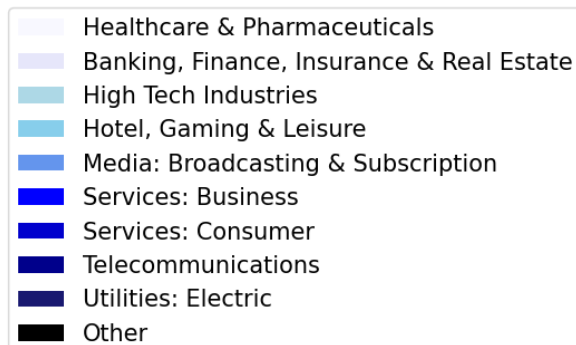 Healthcare & Pharmaceuticals
Banking, Finance, Insurance & Real Estate
High Tech Industries
Hotel, Gaming & Leisure
Media: Broadcasting & Subscription
Services: Business
Services: Consumer
Telecommunications
Utilities: Electric
Other